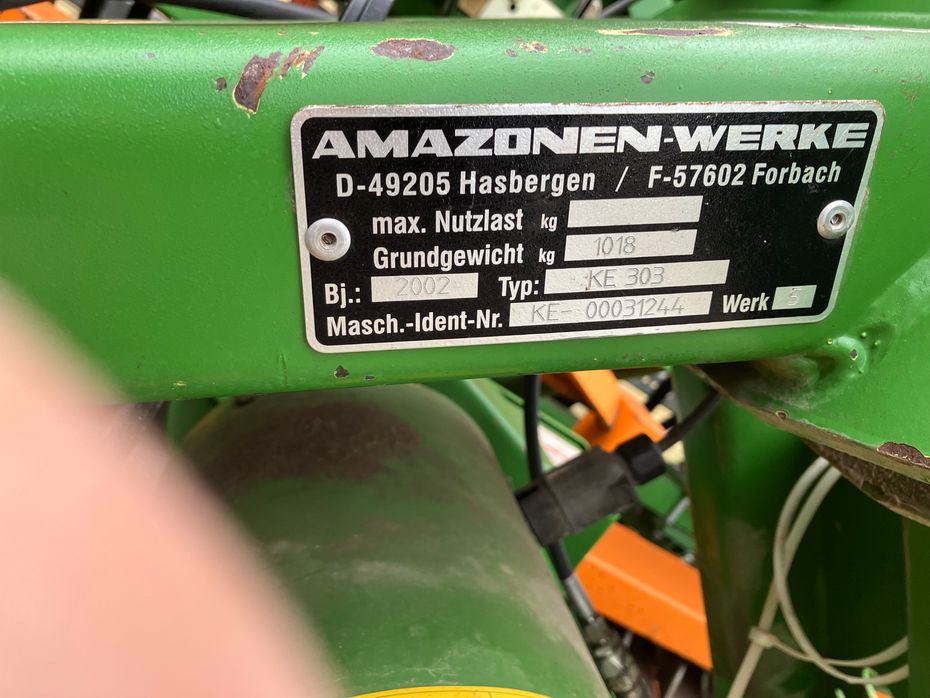 AMAZONEN-WERKE
D-49205 Hasbergen / F-57602 Forbach
max. Nutzlast kg
Grundgewicht kg 1018
Bj.: 2002 Typ: KE 303
Masch.-Ident-Nr. KE- 00031244 Werk 5